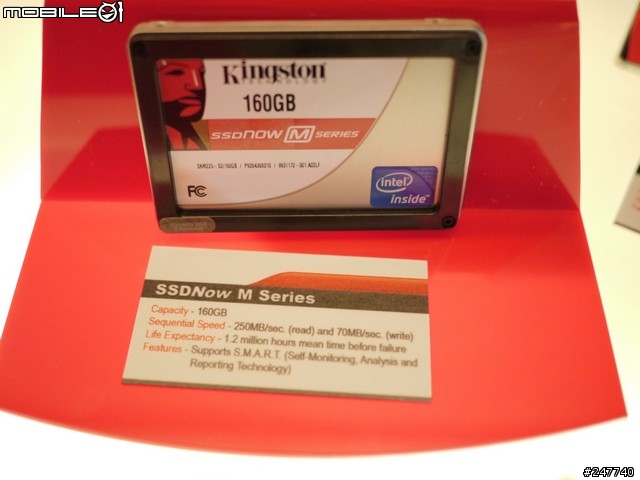 MOBILE01
Kingston
TECHNOLOGY
160GB
SSDNOW M SERIES
FC
intel
inside™
SSDNow M Series
Capacity - 160GB
Sequential Speed - 250MB/sec. (read) and 70MB/sec. (write)
Life Expectancy - 1.2 million hours mean time before failure
Features - Supports S.M.A.R.T. (Self-Monitoring, Analysis and
Reporting Technology)
#247740